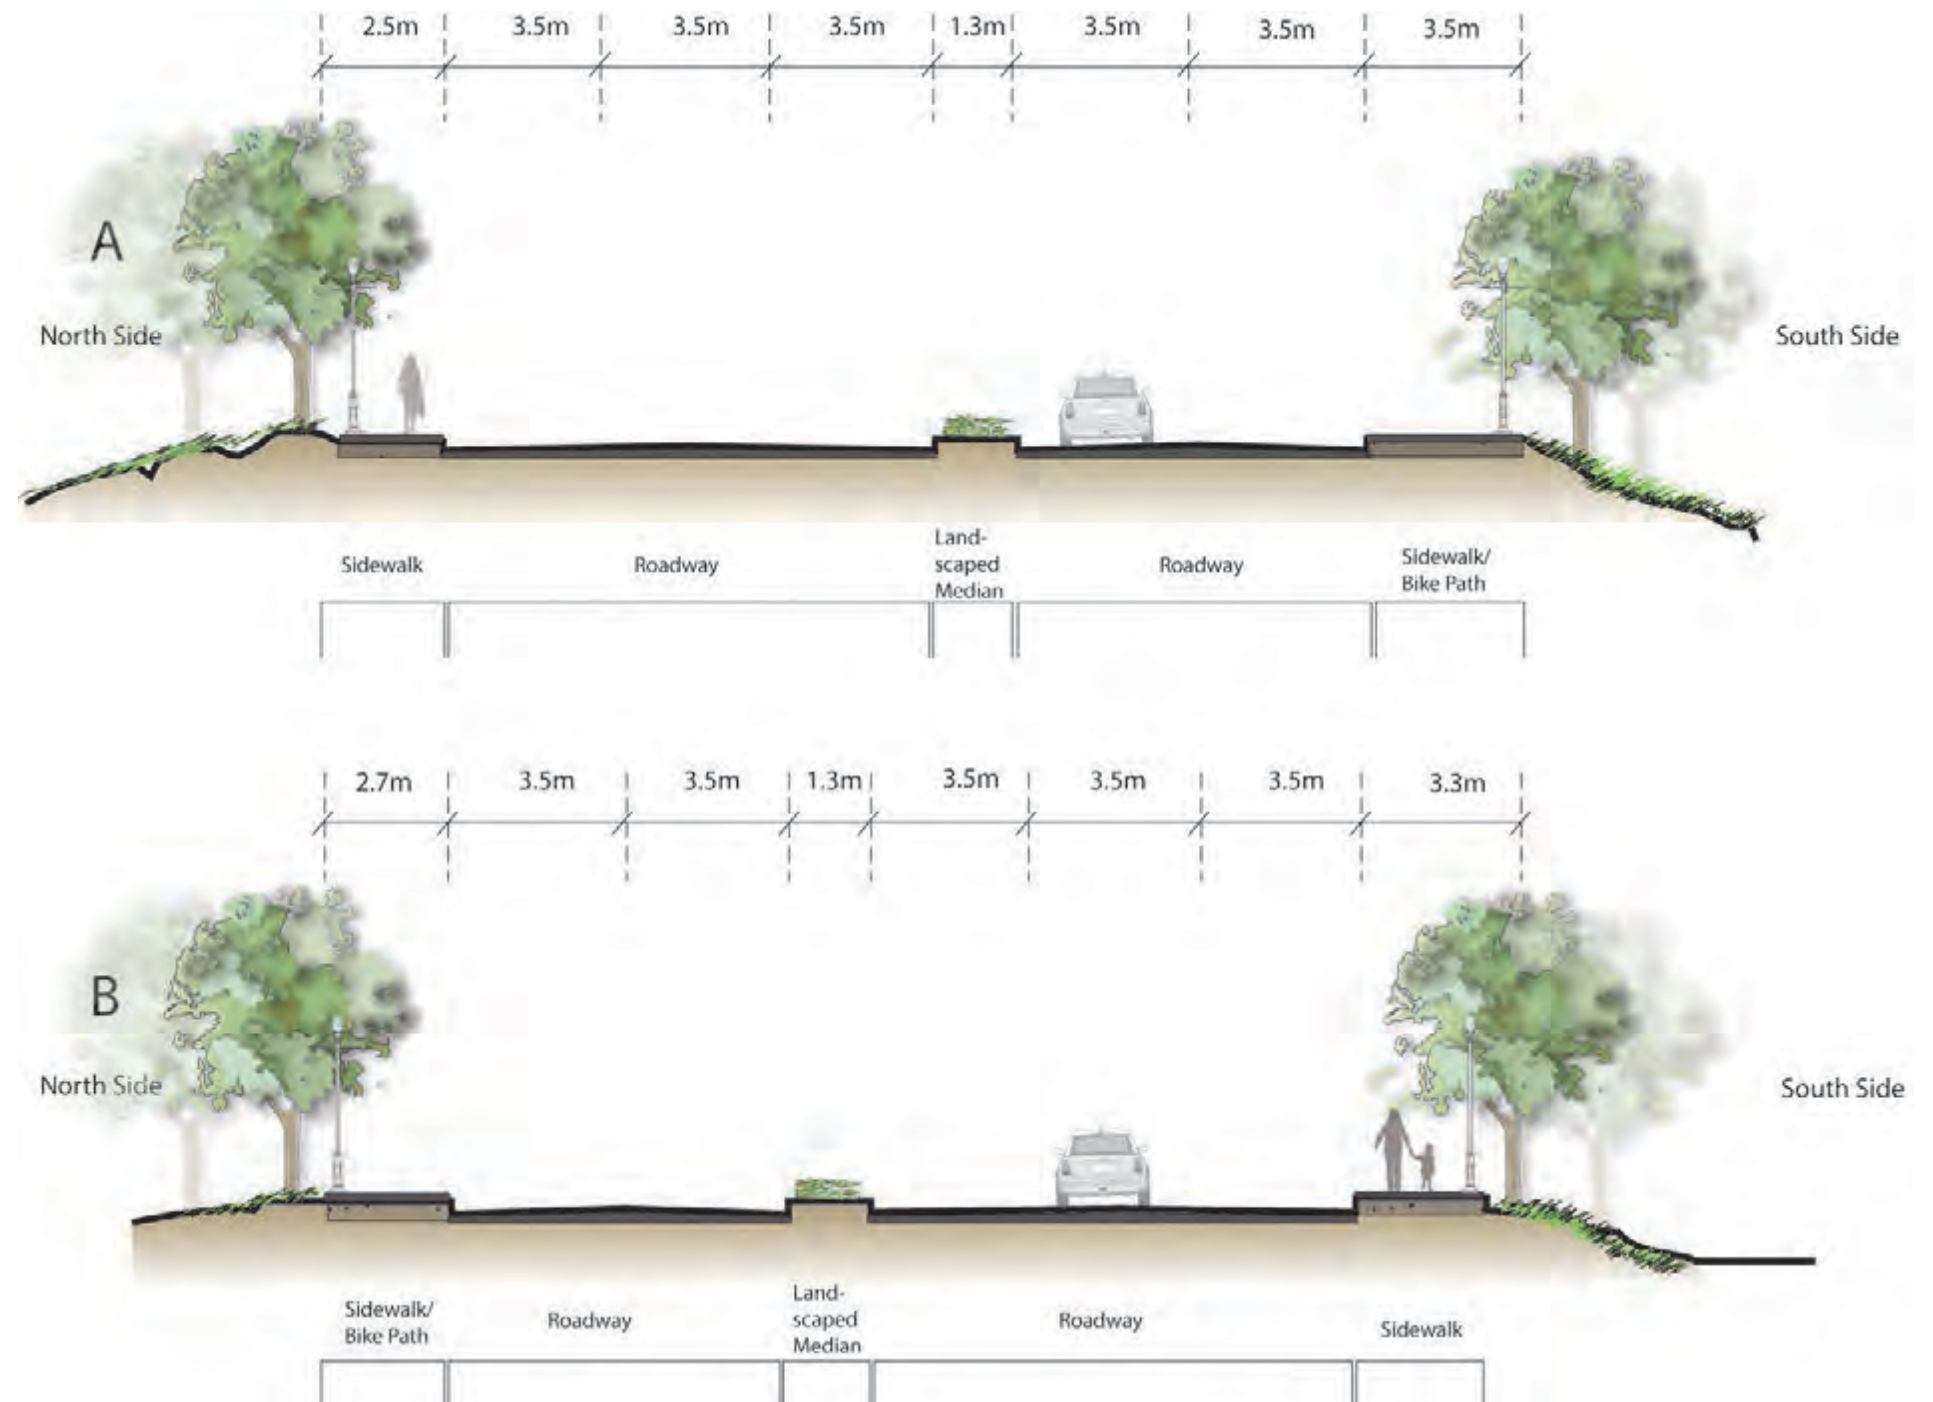 2.5m 3.5m 3.5m 3.5m 1.3m 3.5m 3.5m 3.5m
A
North Side
South Side
Land-
scaped
Median
Sidewalk
Roadway
Roadway
Sidewalk/
Bike Path
2.7m 3.5m 3.5m 1.3m 3.5m 3.5m 3.5m 3.3m
B
North Side
South Side
Sidewalk/
Bike Path
Roadway
Land-
scaped
Median
Roadway
Sidewalk